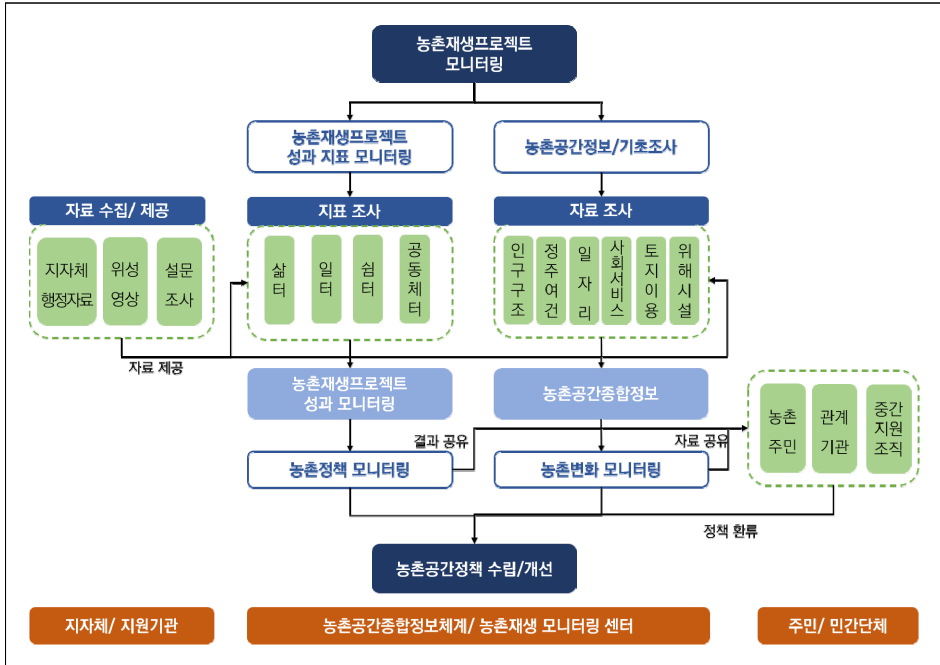 농촌재생프로젝트
모니터링
농촌재생프로젝트
성과 지표 모니터링
농촌공간정보/기초조사
자료 수집/ 제공
지표 조사
자료 조사
지자체
행정자료
위성
영상
설문
조사
삶터
일터
쉼터
공동체터
인구구조
정주여건
일자리
사회서비스
토지이용
위해시설
자료 제공
농촌재생프로젝트
성과 모니터링
농촌공간종합정보
결과 공유
자료 공유
농촌
주민
관계
기관
중간
지원
조직
농촌정책 모니터링
농촌변화 모니터링
정책 환류
농촌공간정책 수립/개선
지자체/ 지원기관
농촌공간종합정보체계/ 농촌재생 모니터링 센터
주민/ 민간단체